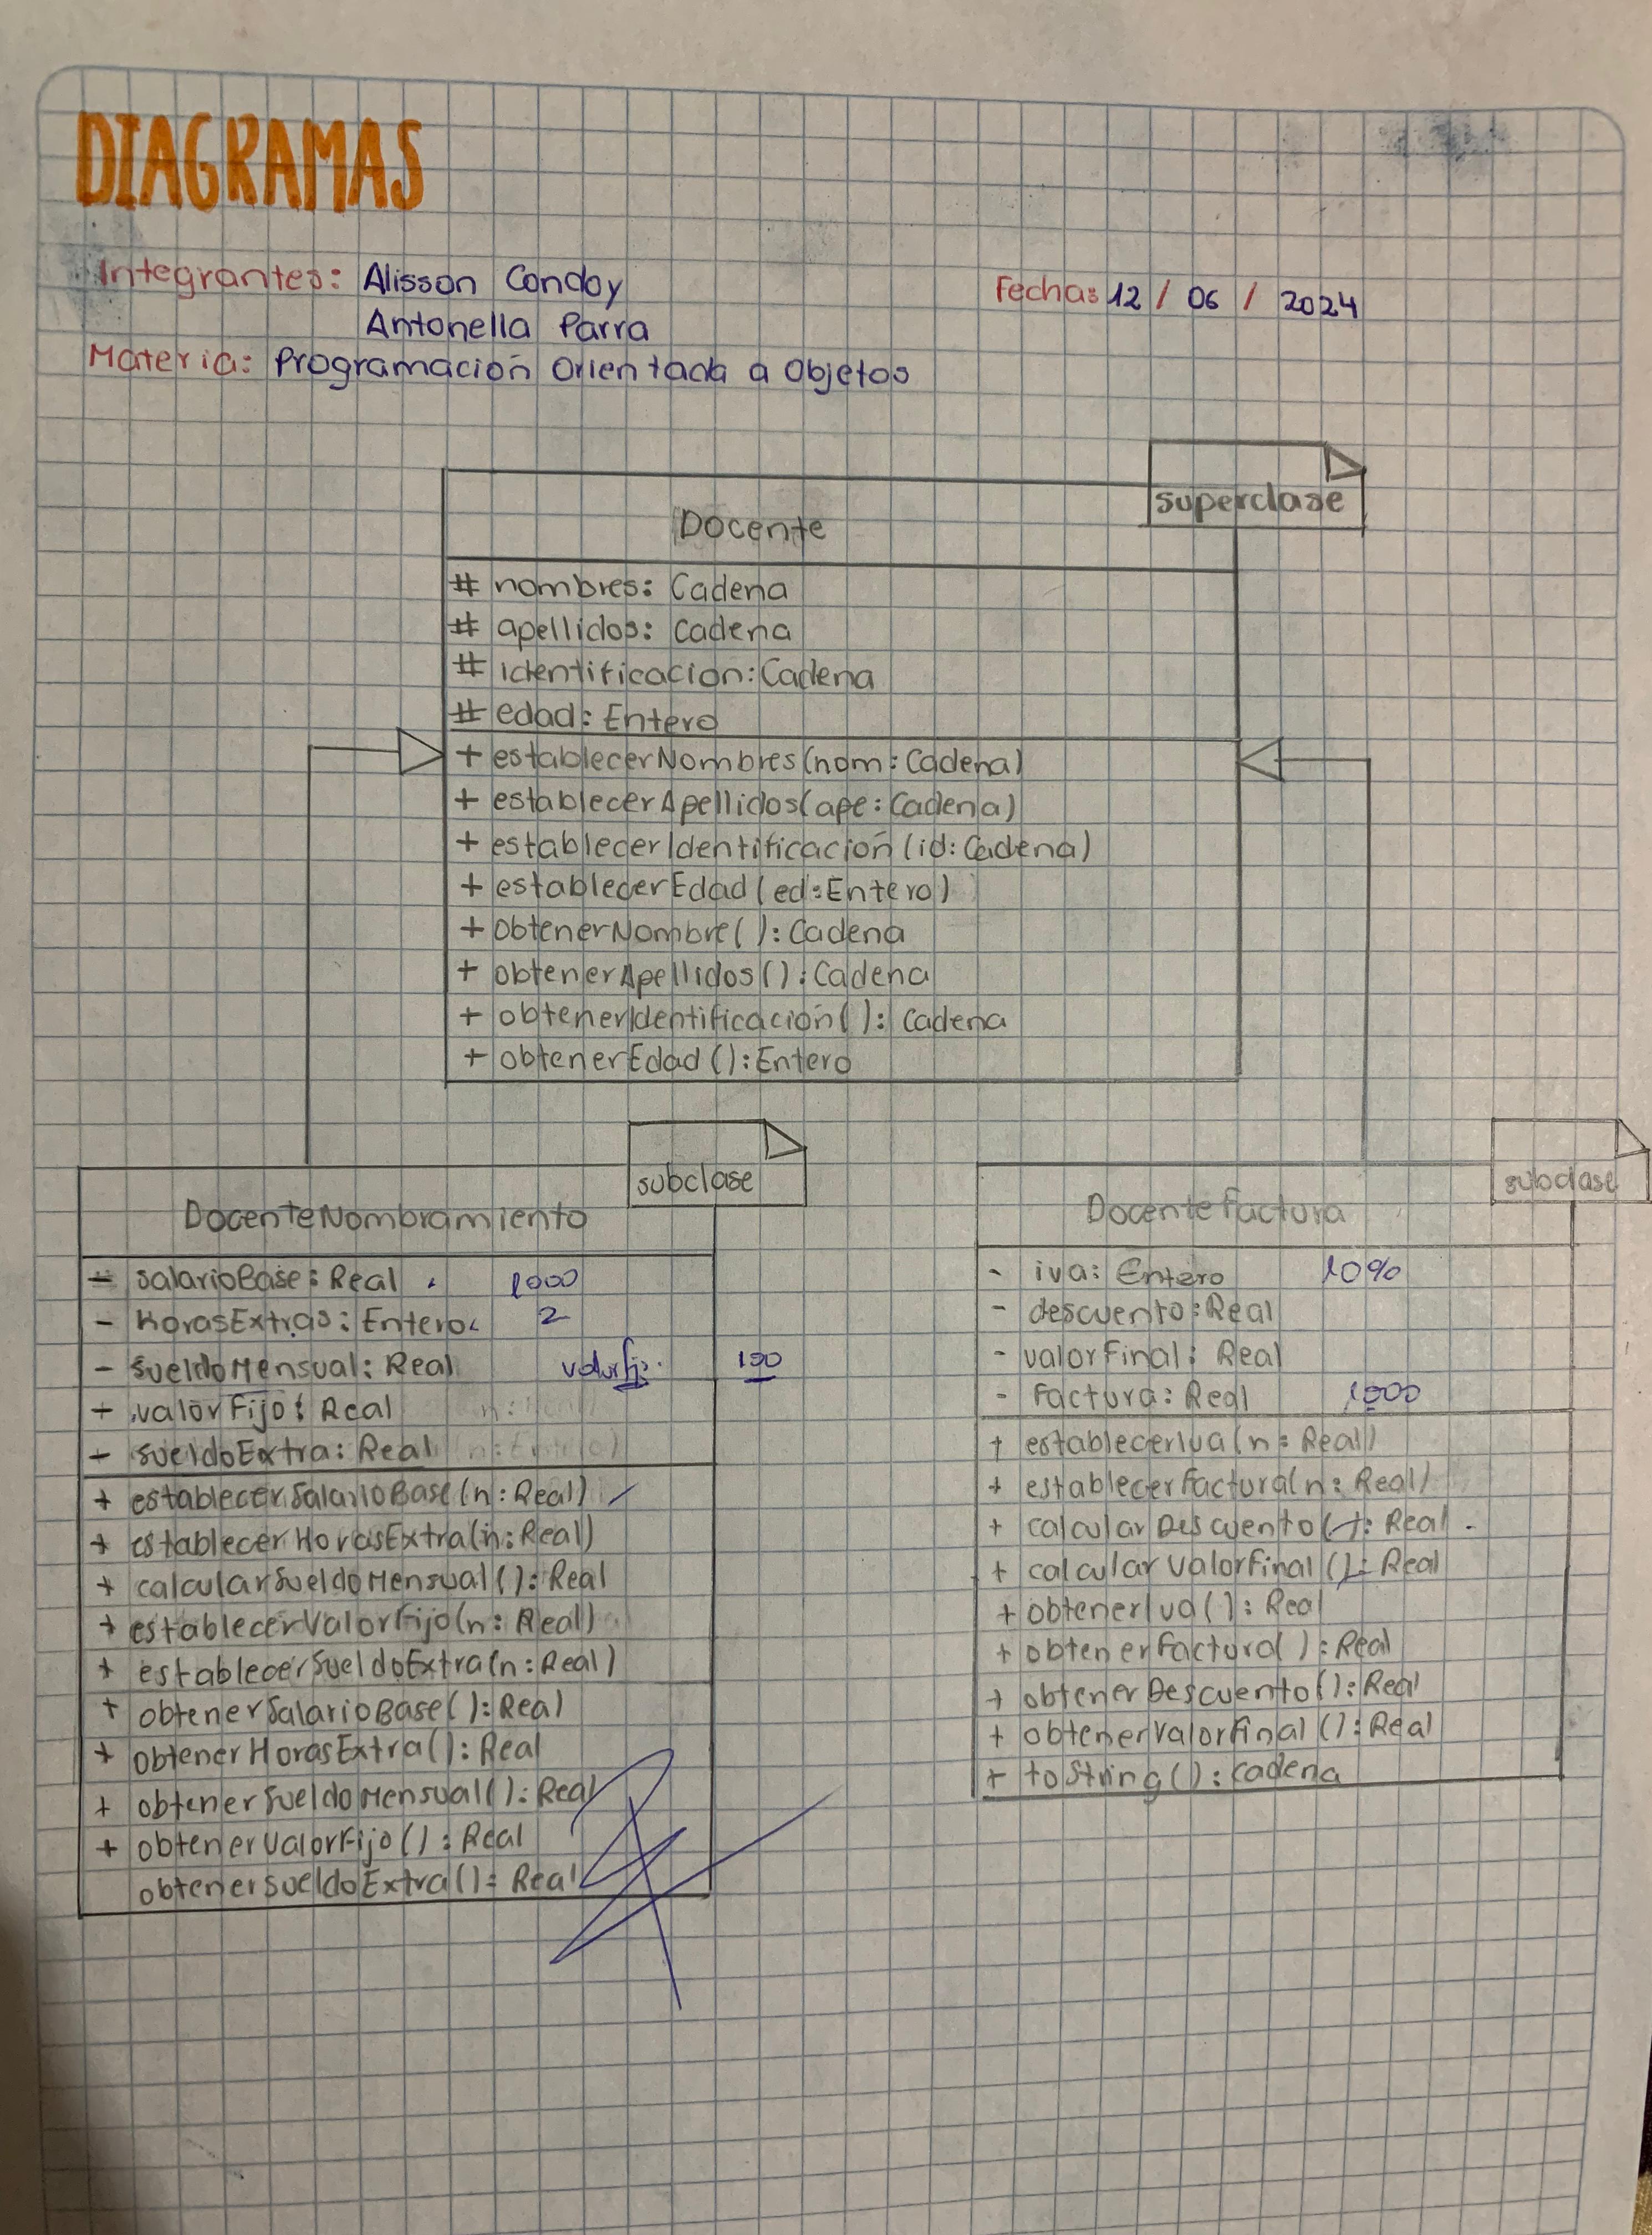 DIAGRAMAS
Integrantes: Alisson Condoy
Fecha: 12 / 06 / 2024
Antonella Parra
Materia: Programación Orientada a Objetos
superclase
Docente
# nombres: Cadena
# apellidos: Cadena
# identificacion: Cadena
# edad: Entero
+ establecerNombres(nom: Cadena)
+ establecerApellidos(ape: Cadena)
+ establecerIdentificación(id: Cadena)
+ establecerEdad(ed: Entero)
+ ObtenerNombre(): Cadena
+ obtenerApellidos(): Cadena
+ obtenerIdentificación(): Cadena
+ obtenerEdad(): Entero
subclase
DocenteNombramiento
- salarioBase: Real 1000
- horasExtras: Entero 2
- sueldoMensual: Real 100
+ valorFijo: Real
- sueldoExtra: Real
+ establecerSalarioBase(n: Real)
+ establecerHorasExtra(n: Real)
+ calcularSueldoMensual(): Real
+ establecerValorFijo(n: Real)
+ establecerSueldoExtra(n: Real)
+ obtenerSalarioBase(): Real
+ obtenerHorasExtra(): Real
+ obtenerSueldoMensual(): Real
+ obtenerValorFijo(): Real
obtenerSueldoExtra(): Real
subclase
DocenteFactura
- iva: Entero 10%
- descuento: Real
- valorFinal: Real
- factura: Real 1000
+ establecerIva(n: Real)
+ establecerFactura(n: Real)
+ calcularDescuento(): Real
+ calcularValorFinal(): Real
+ obtenerIva(): Real
+ obtenerFactura(): Real
+ obtenerDescuento(): Real
+ obtenerValorFinal(): Real
+ toString(): Cadena